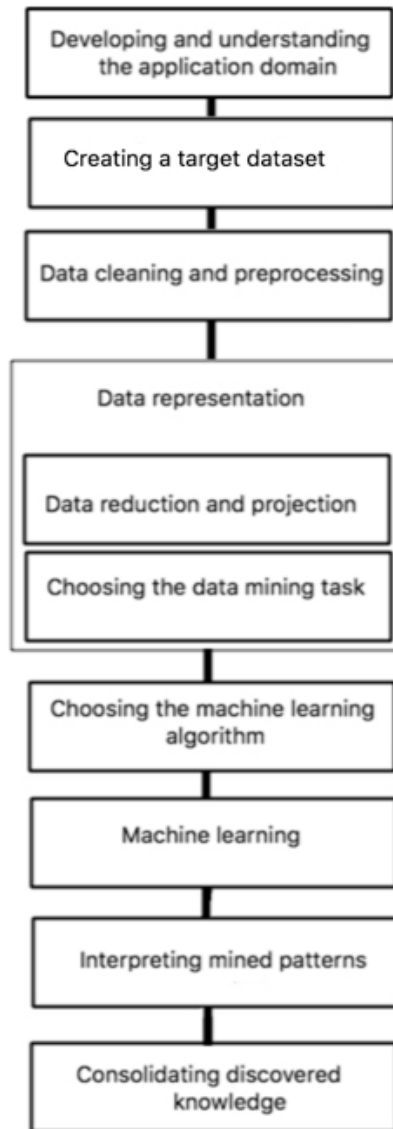 Developing and understanding
the application domain
Creating a target dataset
Data cleaning and preprocessing
Data representation
Data reduction and projection
Choosing the data mining task
Choosing the machine learning
algorithm
Machine learning
Interpreting mined patterns
Consolidating discovered
knowledge